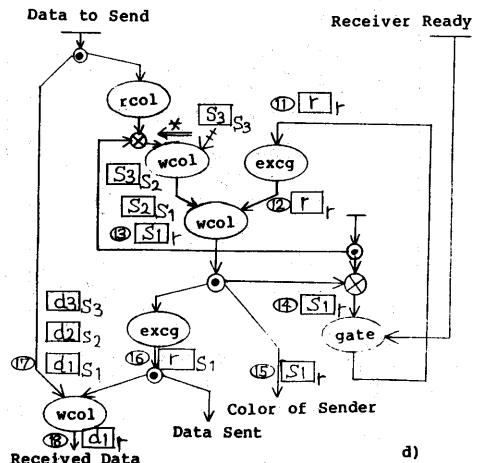 Data to Send
Receiver Ready
rcol
S3 S3
11 r r
*
wcol
excg
S3 S2
S2 S1
12 r r
wcol
13 S1 r
d3 S3
14 S1 r
d2 S2
excg
gate
17
d1 S1
16 r S1
15 S1 r
wcol
Color of Sender
18 d1 r
Data Sent
Received Data
d)